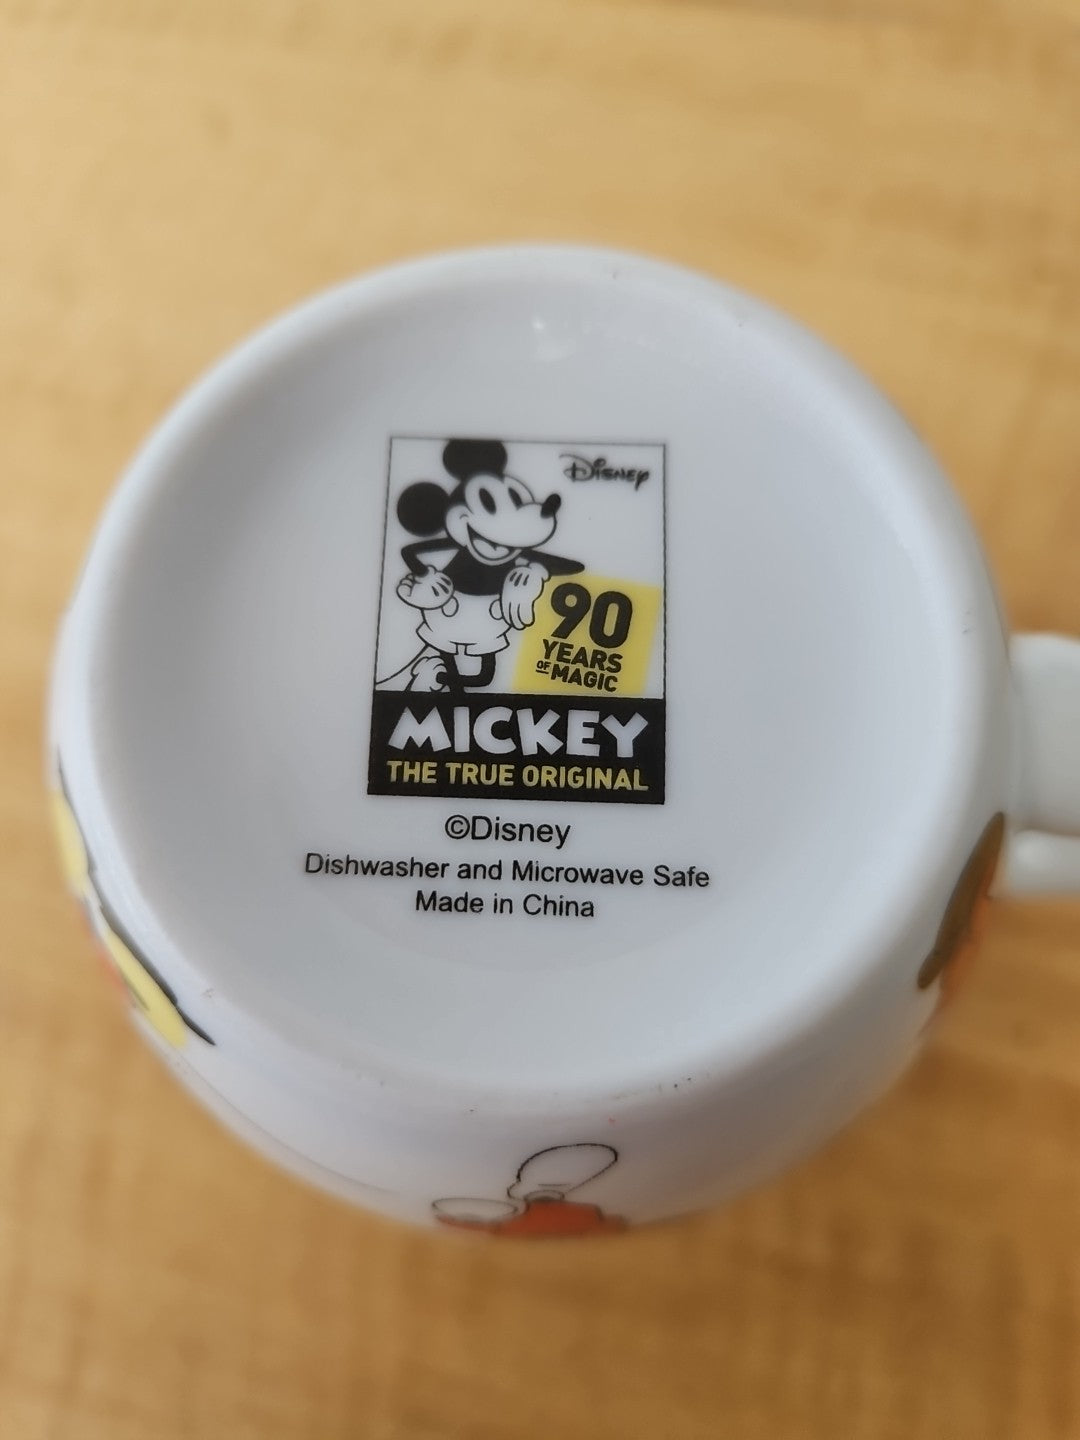 Disney
90
YEARS
OF MAGIC
MICKEY
THE TRUE ORIGINAL
©Disney
Dishwasher and Microwave Safe
Made in China